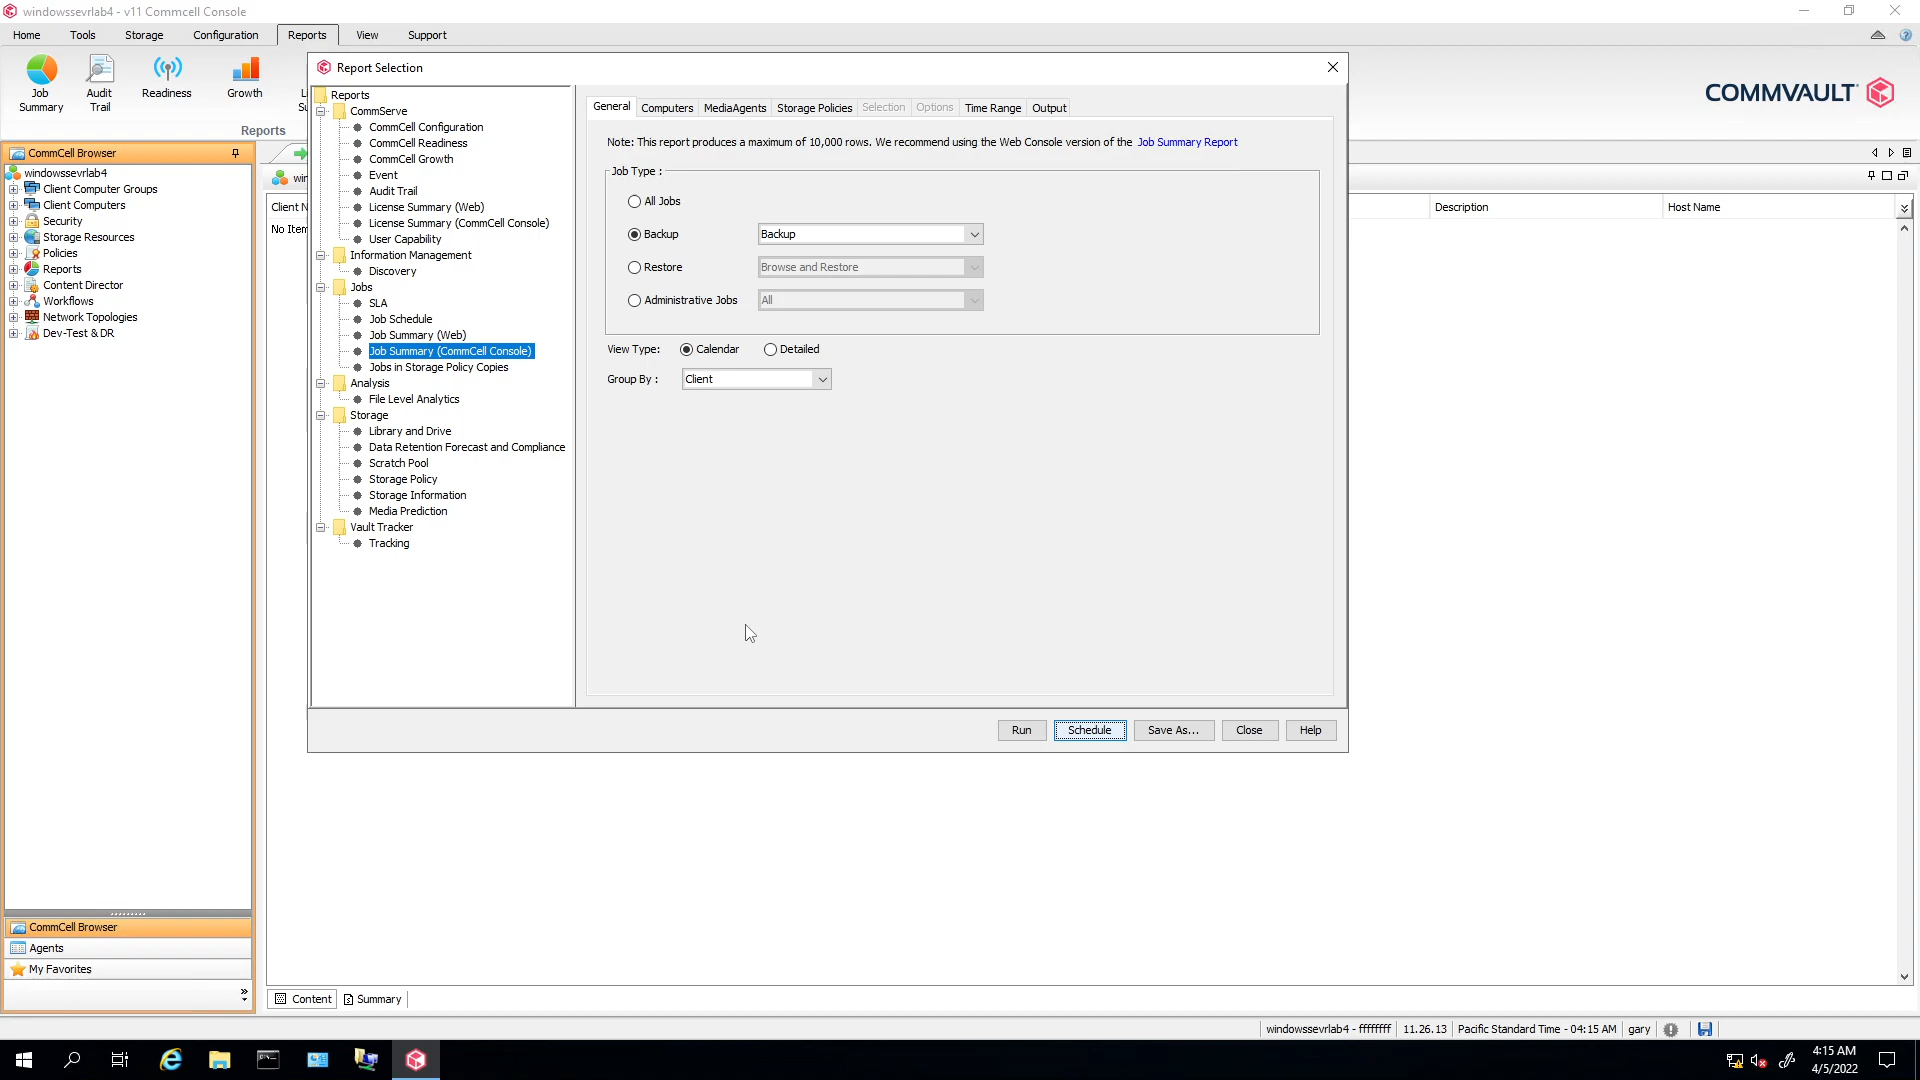 windowssevrlab4 - v11 Commcell Console
Home Tools Storage Configuration Reports View Support
Job Summary
Audit Trail
Readiness
Growth
Reports
COMMVAULT
CommCell Browser
windowssevrlab4
Client Computer Groups
Client Computers
Security
Storage Resources
Policies
Reports
Content Director
Workflows
Network Topologies
Dev-Test & DR
CommCell Browser
Agents
My Favorites
Report Selection
Reports
CommServe
CommCell Configuration
CommCell Readiness
CommCell Growth
Event
Audit Trail
License Summary (Web)
License Summary (CommCell Console)
User Capability
Information Management
Discovery
Jobs
SLA
Job Schedule
Job Summary (Web)
Job Summary (CommCell Console)
Jobs in Storage Policy Copies
Analysis
File Level Analytics
Storage
Library and Drive
Data Retention Forecast and Compliance
Scratch Pool
Storage Policy
Storage Information
Media Prediction
Vault Tracker
Tracking
General Computers MediaAgents Storage Policies Selection Options Time Range Output
Note: This report produces a maximum of 10,000 rows. We recommend using the Web Console version of the Job Summary Report
Job Type :
All Jobs
Backup Backup
Restore Browse and Restore
Administrative Jobs All
View Type: Calendar Detailed
Group By : Client
Run Schedule Save As... Close Help
Description Host Name
Content Summary
windowssevrlab4 - ffffffff 11.26.13 Pacific Standard Time - 04:15 AM gary
4:15 AM
4/5/2022